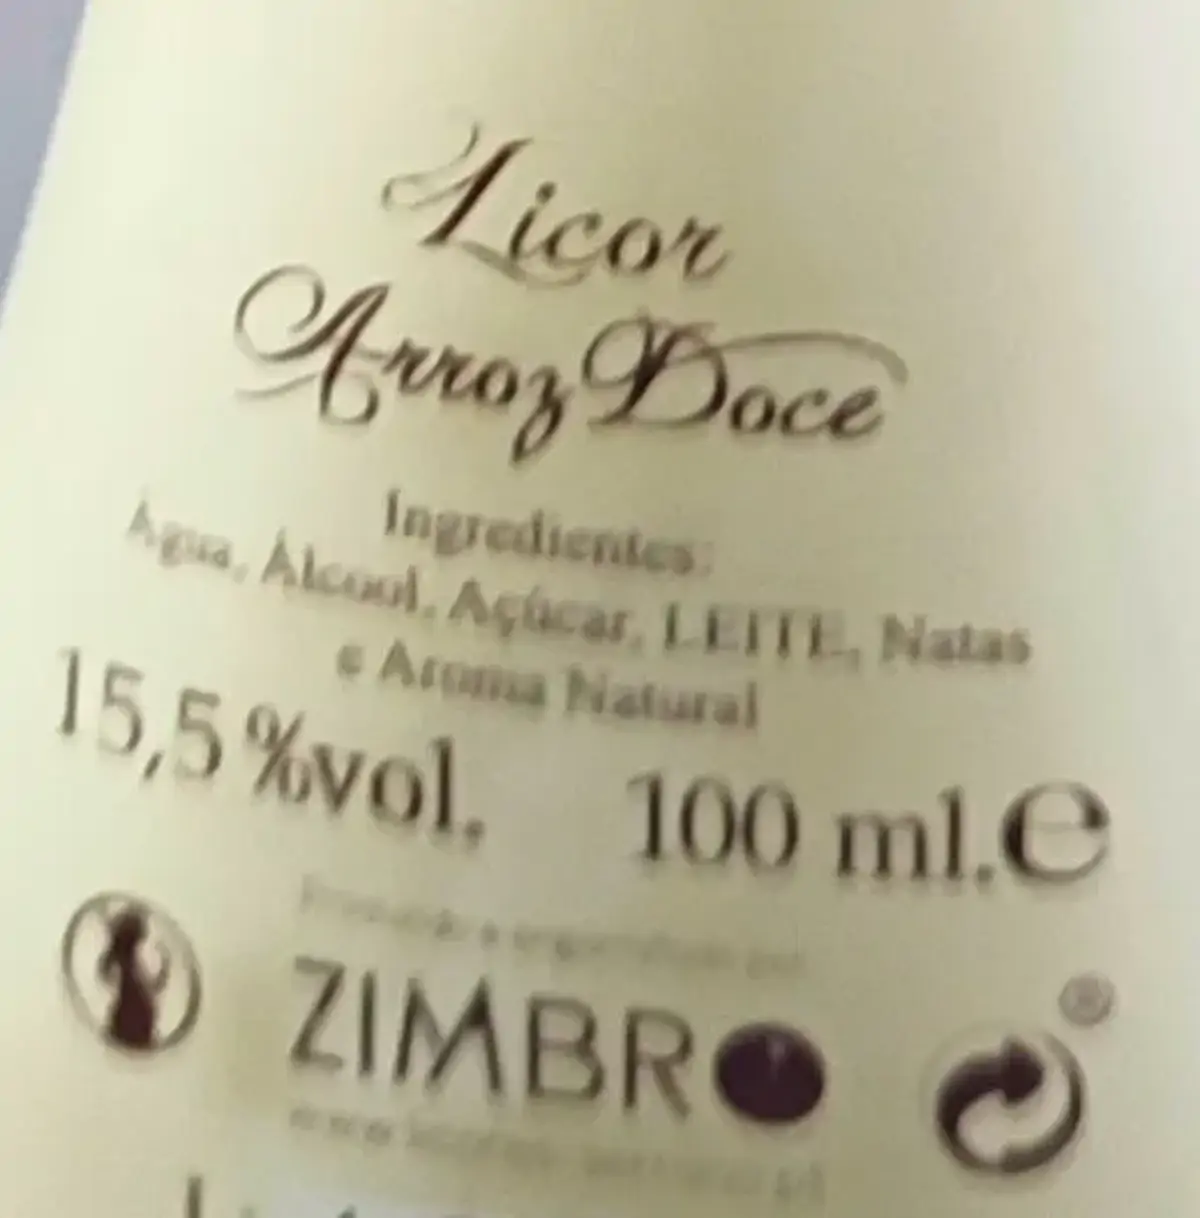 Licor
Arroz Doce
Ingredientes:
Água, Álcool, Açúcar, LEITE, Natas
e Aroma Natural
15,5 %vol. 100 ml.e
ZIMBRO
®